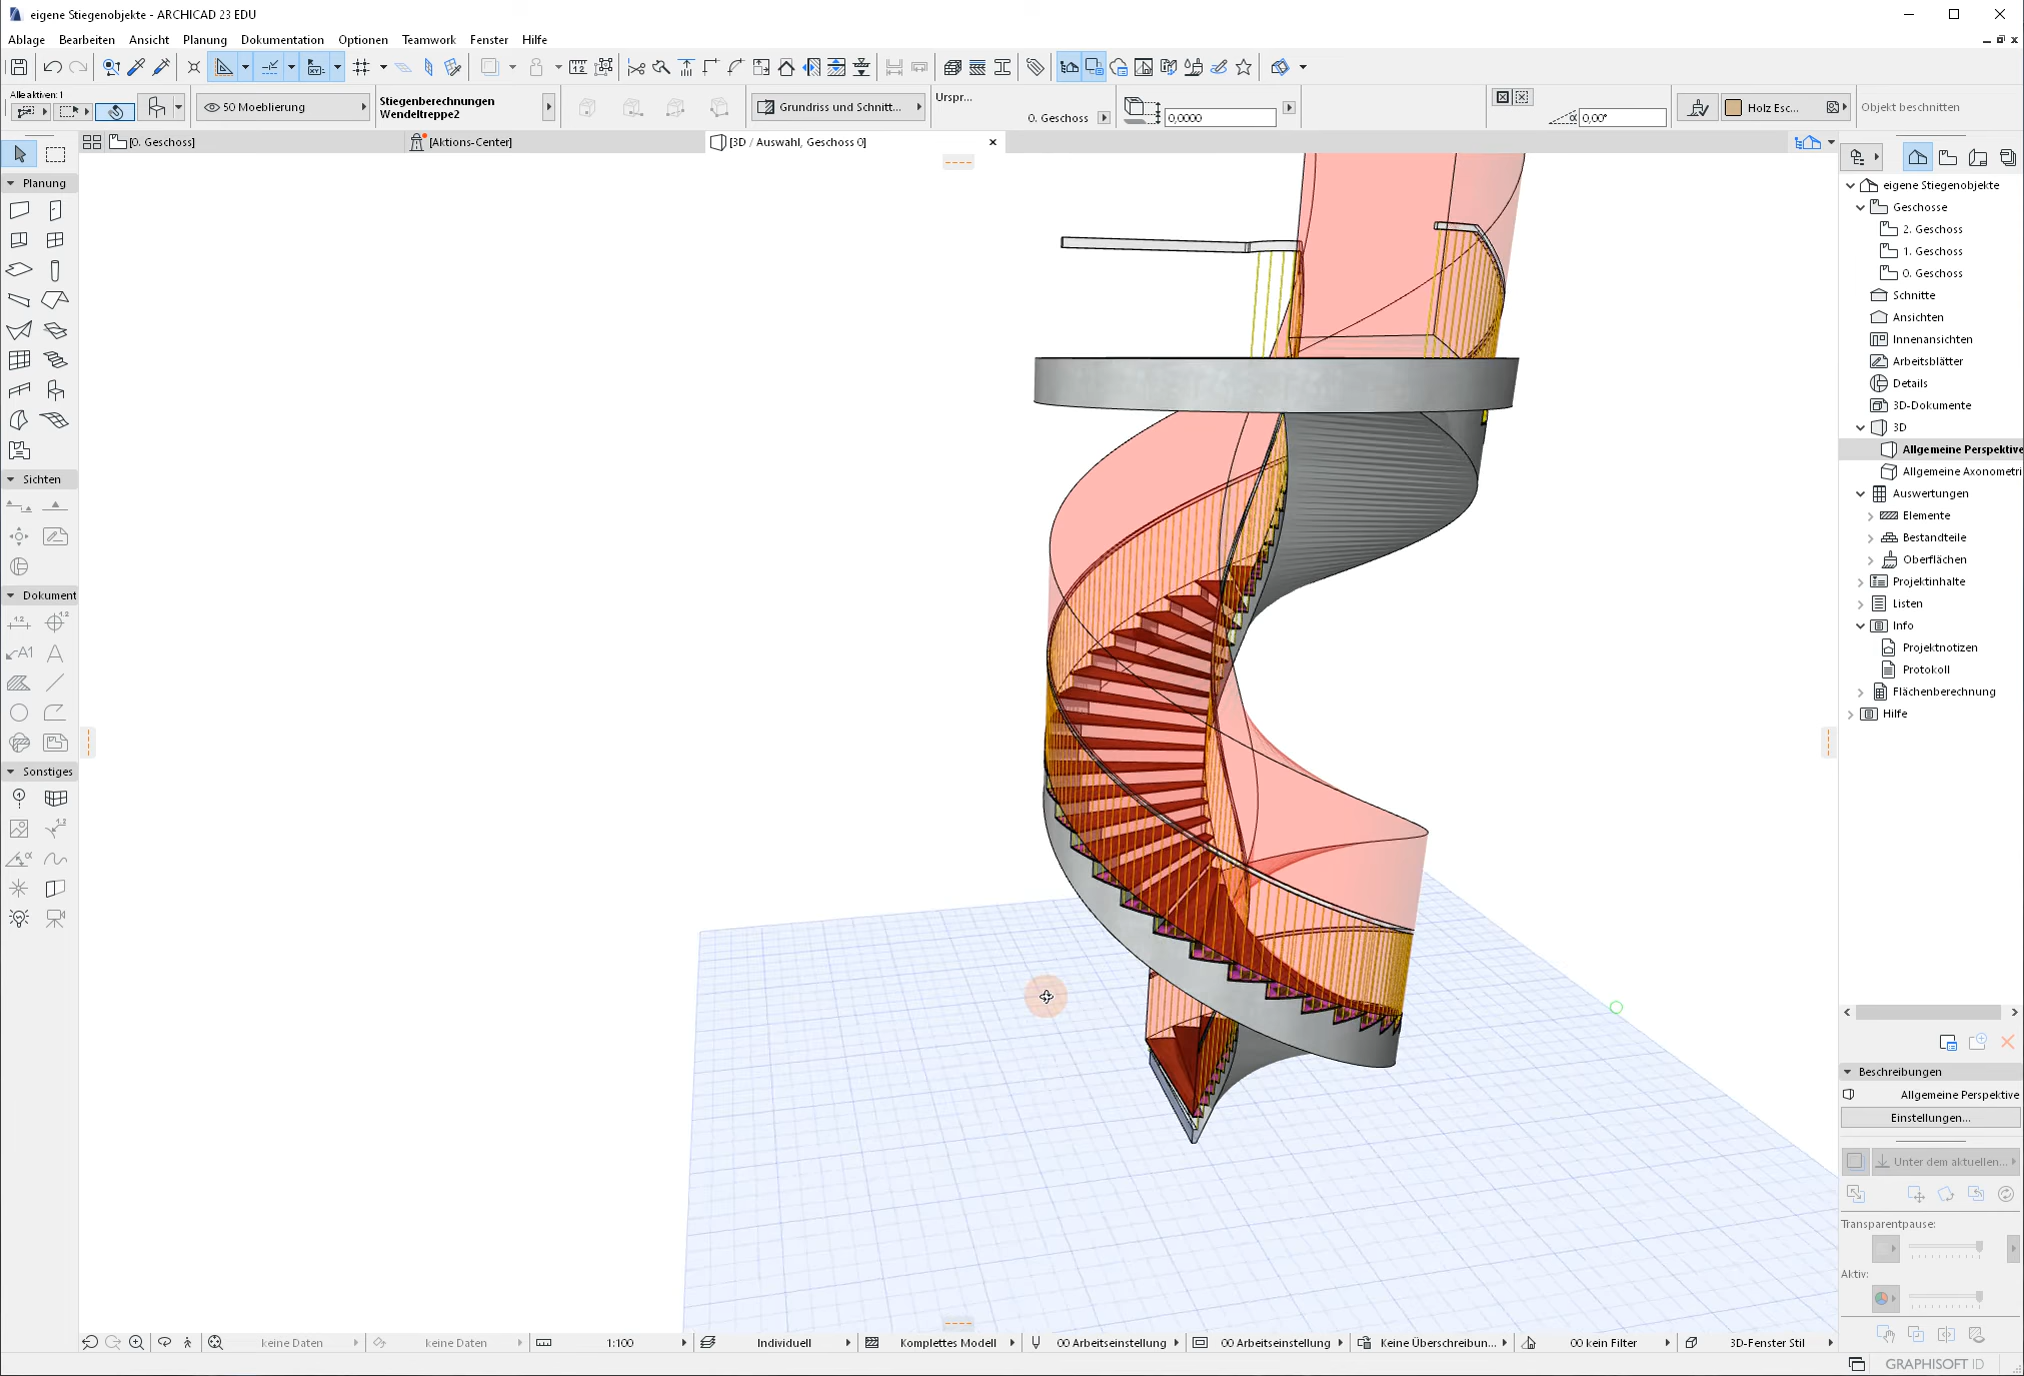 eigene Stiegenobjekte - ARCHICAD 23 EDU
Ablage Bearbeiten Ansicht Planung Dokumentation Optionen Teamwork Fenster Hilfe
Alle aktiven: 1
50 Moeblierung
Stiegenberechnungen
Wendeltreppe2
Grundriss und Schnitt...
Urspr...
0. Geschoss
0,0000
0,00°
Holz Esc...
Objekt beschnitten
[0. Geschoss]
[Aktions-Center]
[3D / Auswahl, Geschoss 0]
Planung
Sichten
Dokument
Sonstiges
eigene Stiegenobjekte
Geschosse
2. Geschoss
1. Geschoss
0. Geschoss
Schnitte
Ansichten
Innenansichten
Arbeitsblätter
Details
3D-Dokumente
3D
Allgemeine Perspektive
Allgemeine Axonometri
Auswertungen
Elemente
Bestandteile
Oberflächen
Projektinhalte
Listen
Info
Projektnotizen
Protokoll
Flächenberechnung
Hilfe
Beschreibungen
Allgemeine Perspektive
Einstellungen...
Unter dem aktuellen...
Transparentpause:
Aktiv:
keine Daten
keine Daten
1:100
Individuell
Komplettes Modell
00 Arbeitseinstellung
00 Arbeitseinstellung
Keine Überschreibun...
00 kein Filter
3D-Fenster Stil
GRAPHISOFT ID